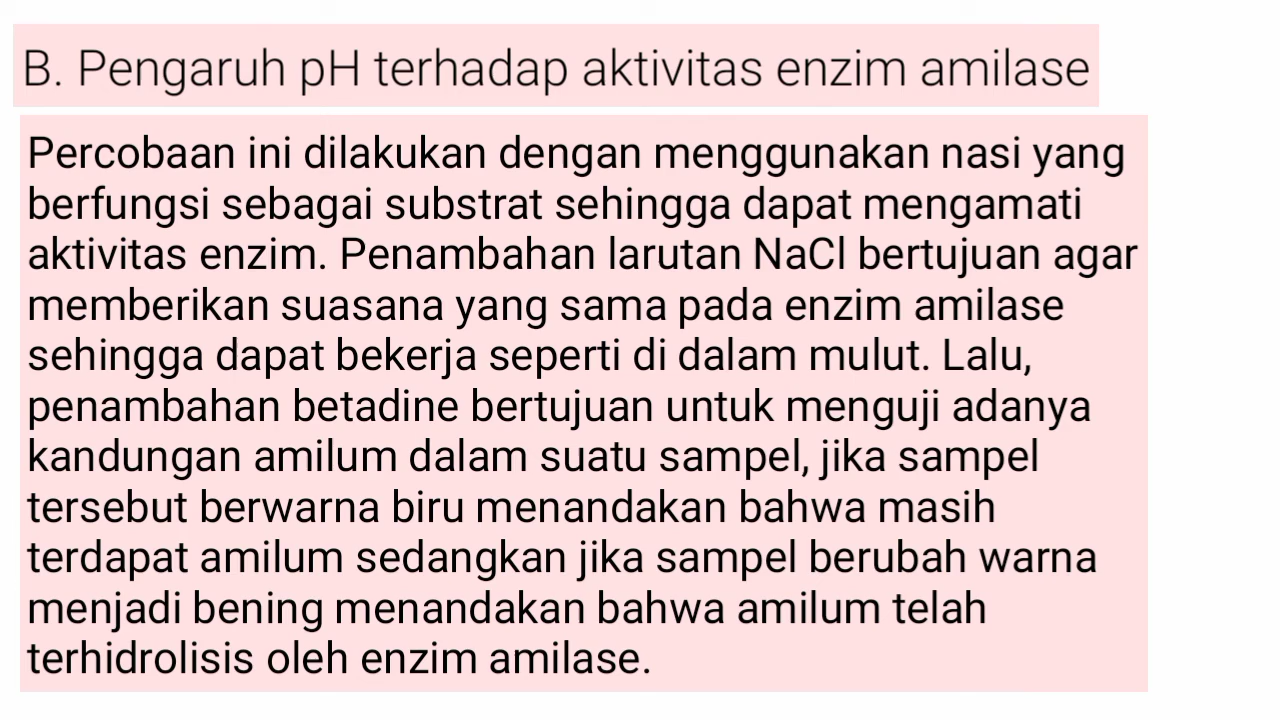 B. Pengaruh pH terhadap aktivitas enzim amilase
Percobaan ini dilakukan dengan menggunakan nasi yang
berfungsi sebagai substrat sehingga dapat mengamati
aktivitas enzim. Penambahan larutan NaCl bertujuan agar
memberikan suasana yang sama pada enzim amilase
sehingga dapat bekerja seperti di dalam mulut. Lalu,
penambahan betadine bertujuan untuk menguji adanya
kandungan amilum dalam suatu sampel, jika sampel
tersebut berwarna biru menandakan bahwa masih
terdapat amilum sedangkan jika sampel berubah warna
menjadi bening menandakan bahwa amilum telah
terhidrolisis oleh enzim amilase.